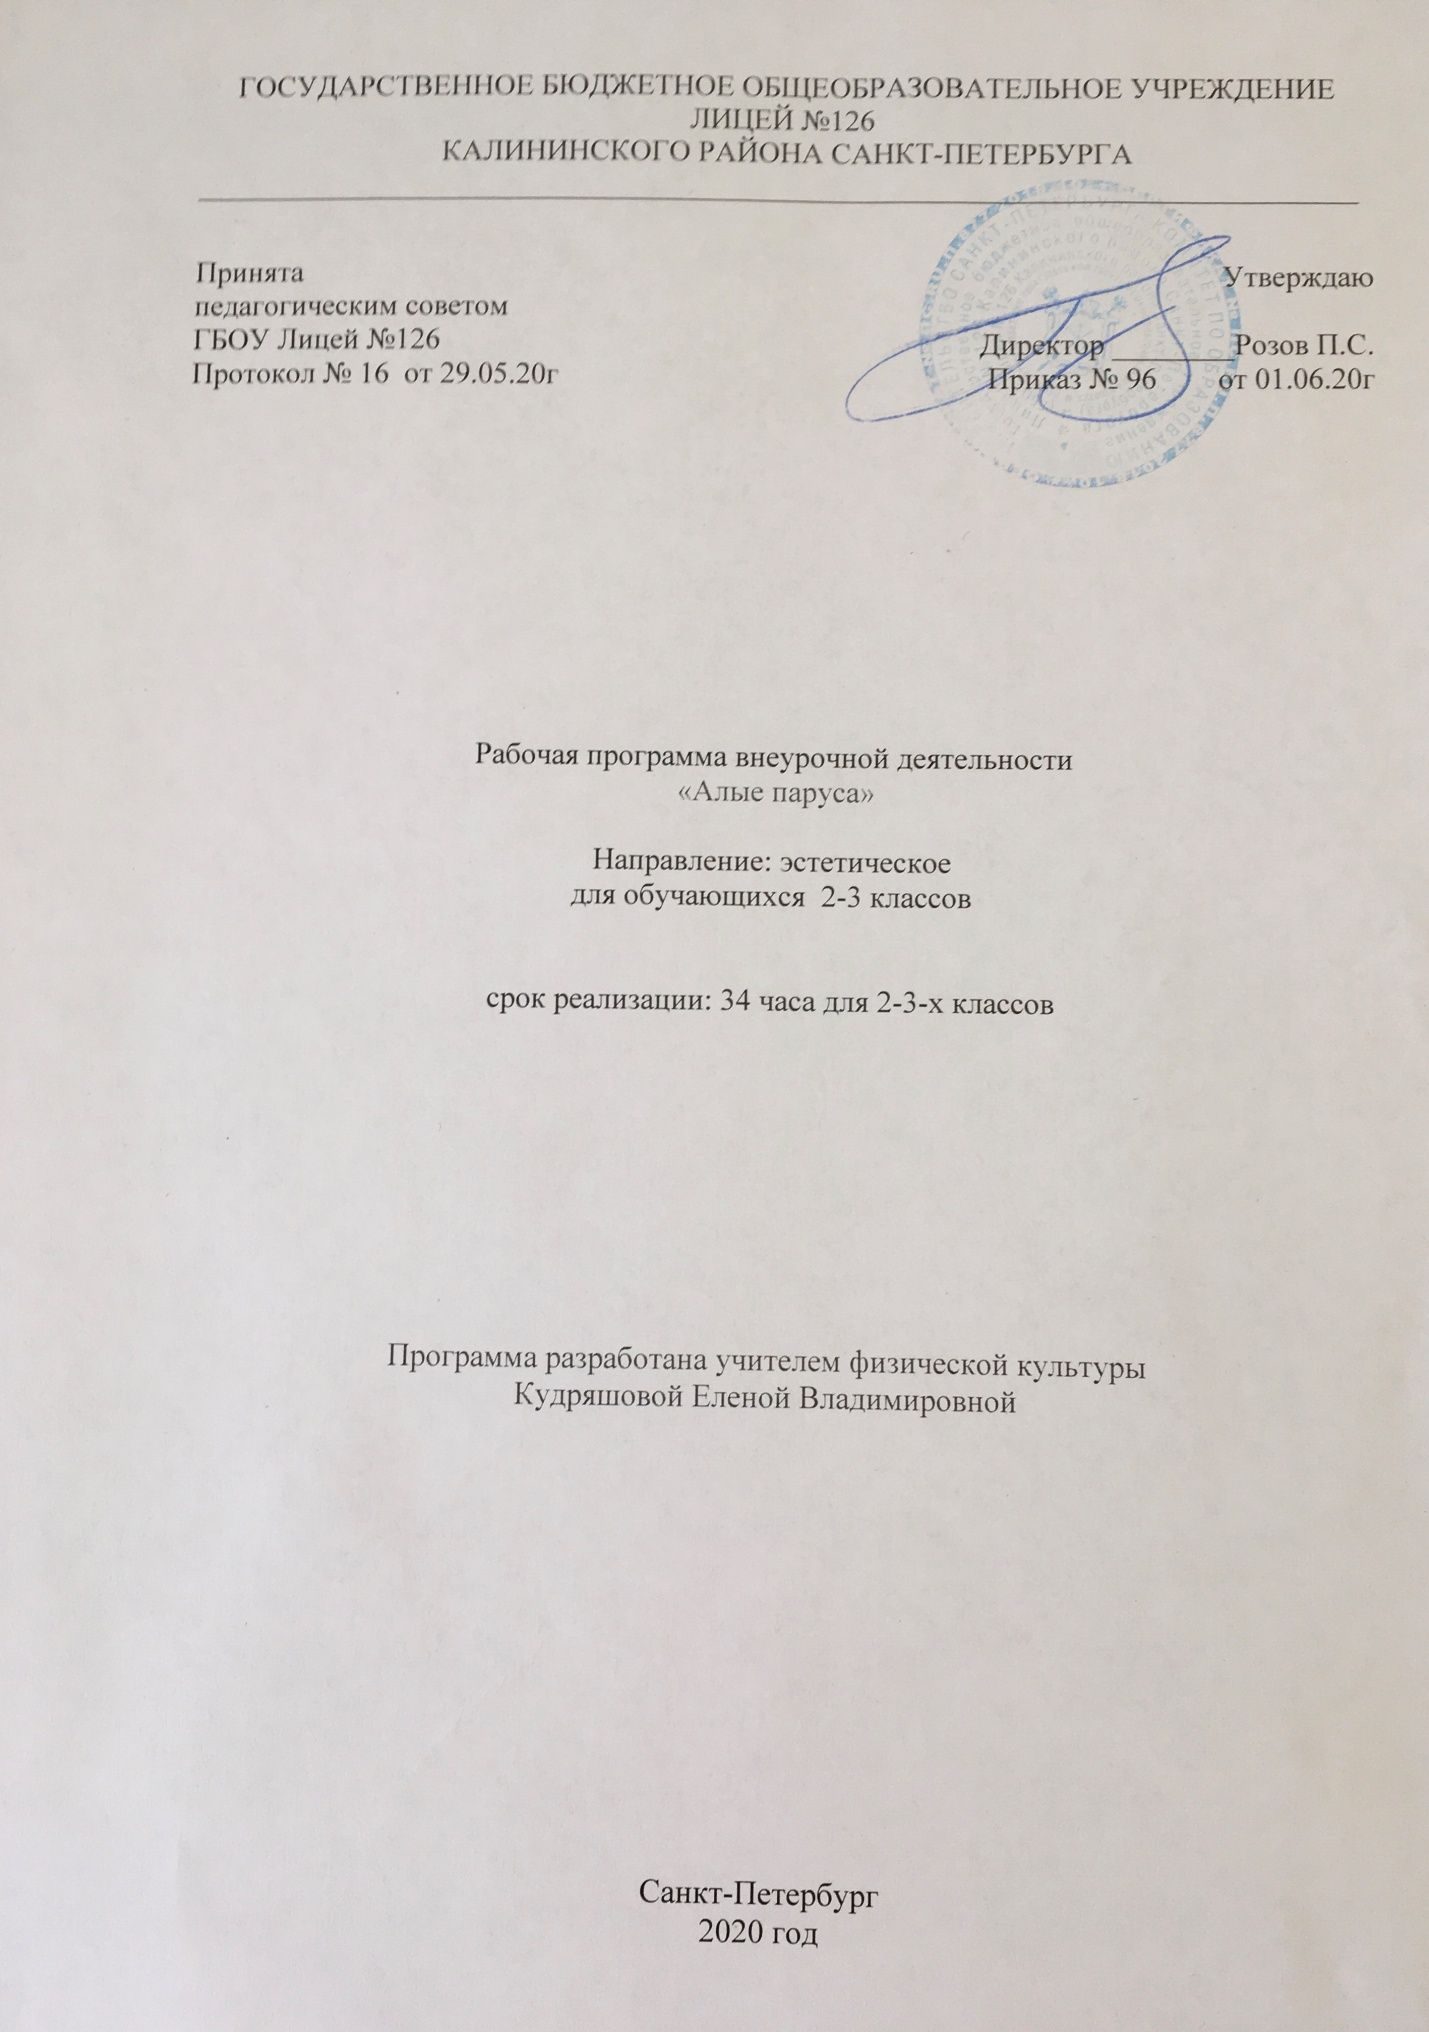 ГОСУДАРСТВЕННОЕ БЮДЖЕТНОЕ ОБЩЕОБРАЗОВАТЕЛЬНОЕ УЧРЕЖДЕНИЕ
ЛИЦЕЙ №126
КАЛИНИНСКОГО РАЙОНА САНКТ-ПЕТЕРБУРГА
Принята
педагогическим советом
ГБОУ Лицей №126
Протокол № 16 от 29.05.20г
Утверждаю
Директор ________Розов П.С.
Приказ № 96 от 01.06.20г
Рабочая программа внеурочной деятельности
«Алые паруса»
Направление: эстетическое
для обучающихся 2-3 классов
срок реализации: 34 часа для 2-3-х классов
Программа разработана учителем физической культуры
Кудряшовой Еленой Владимировной
Санкт-Петербург
2020 год